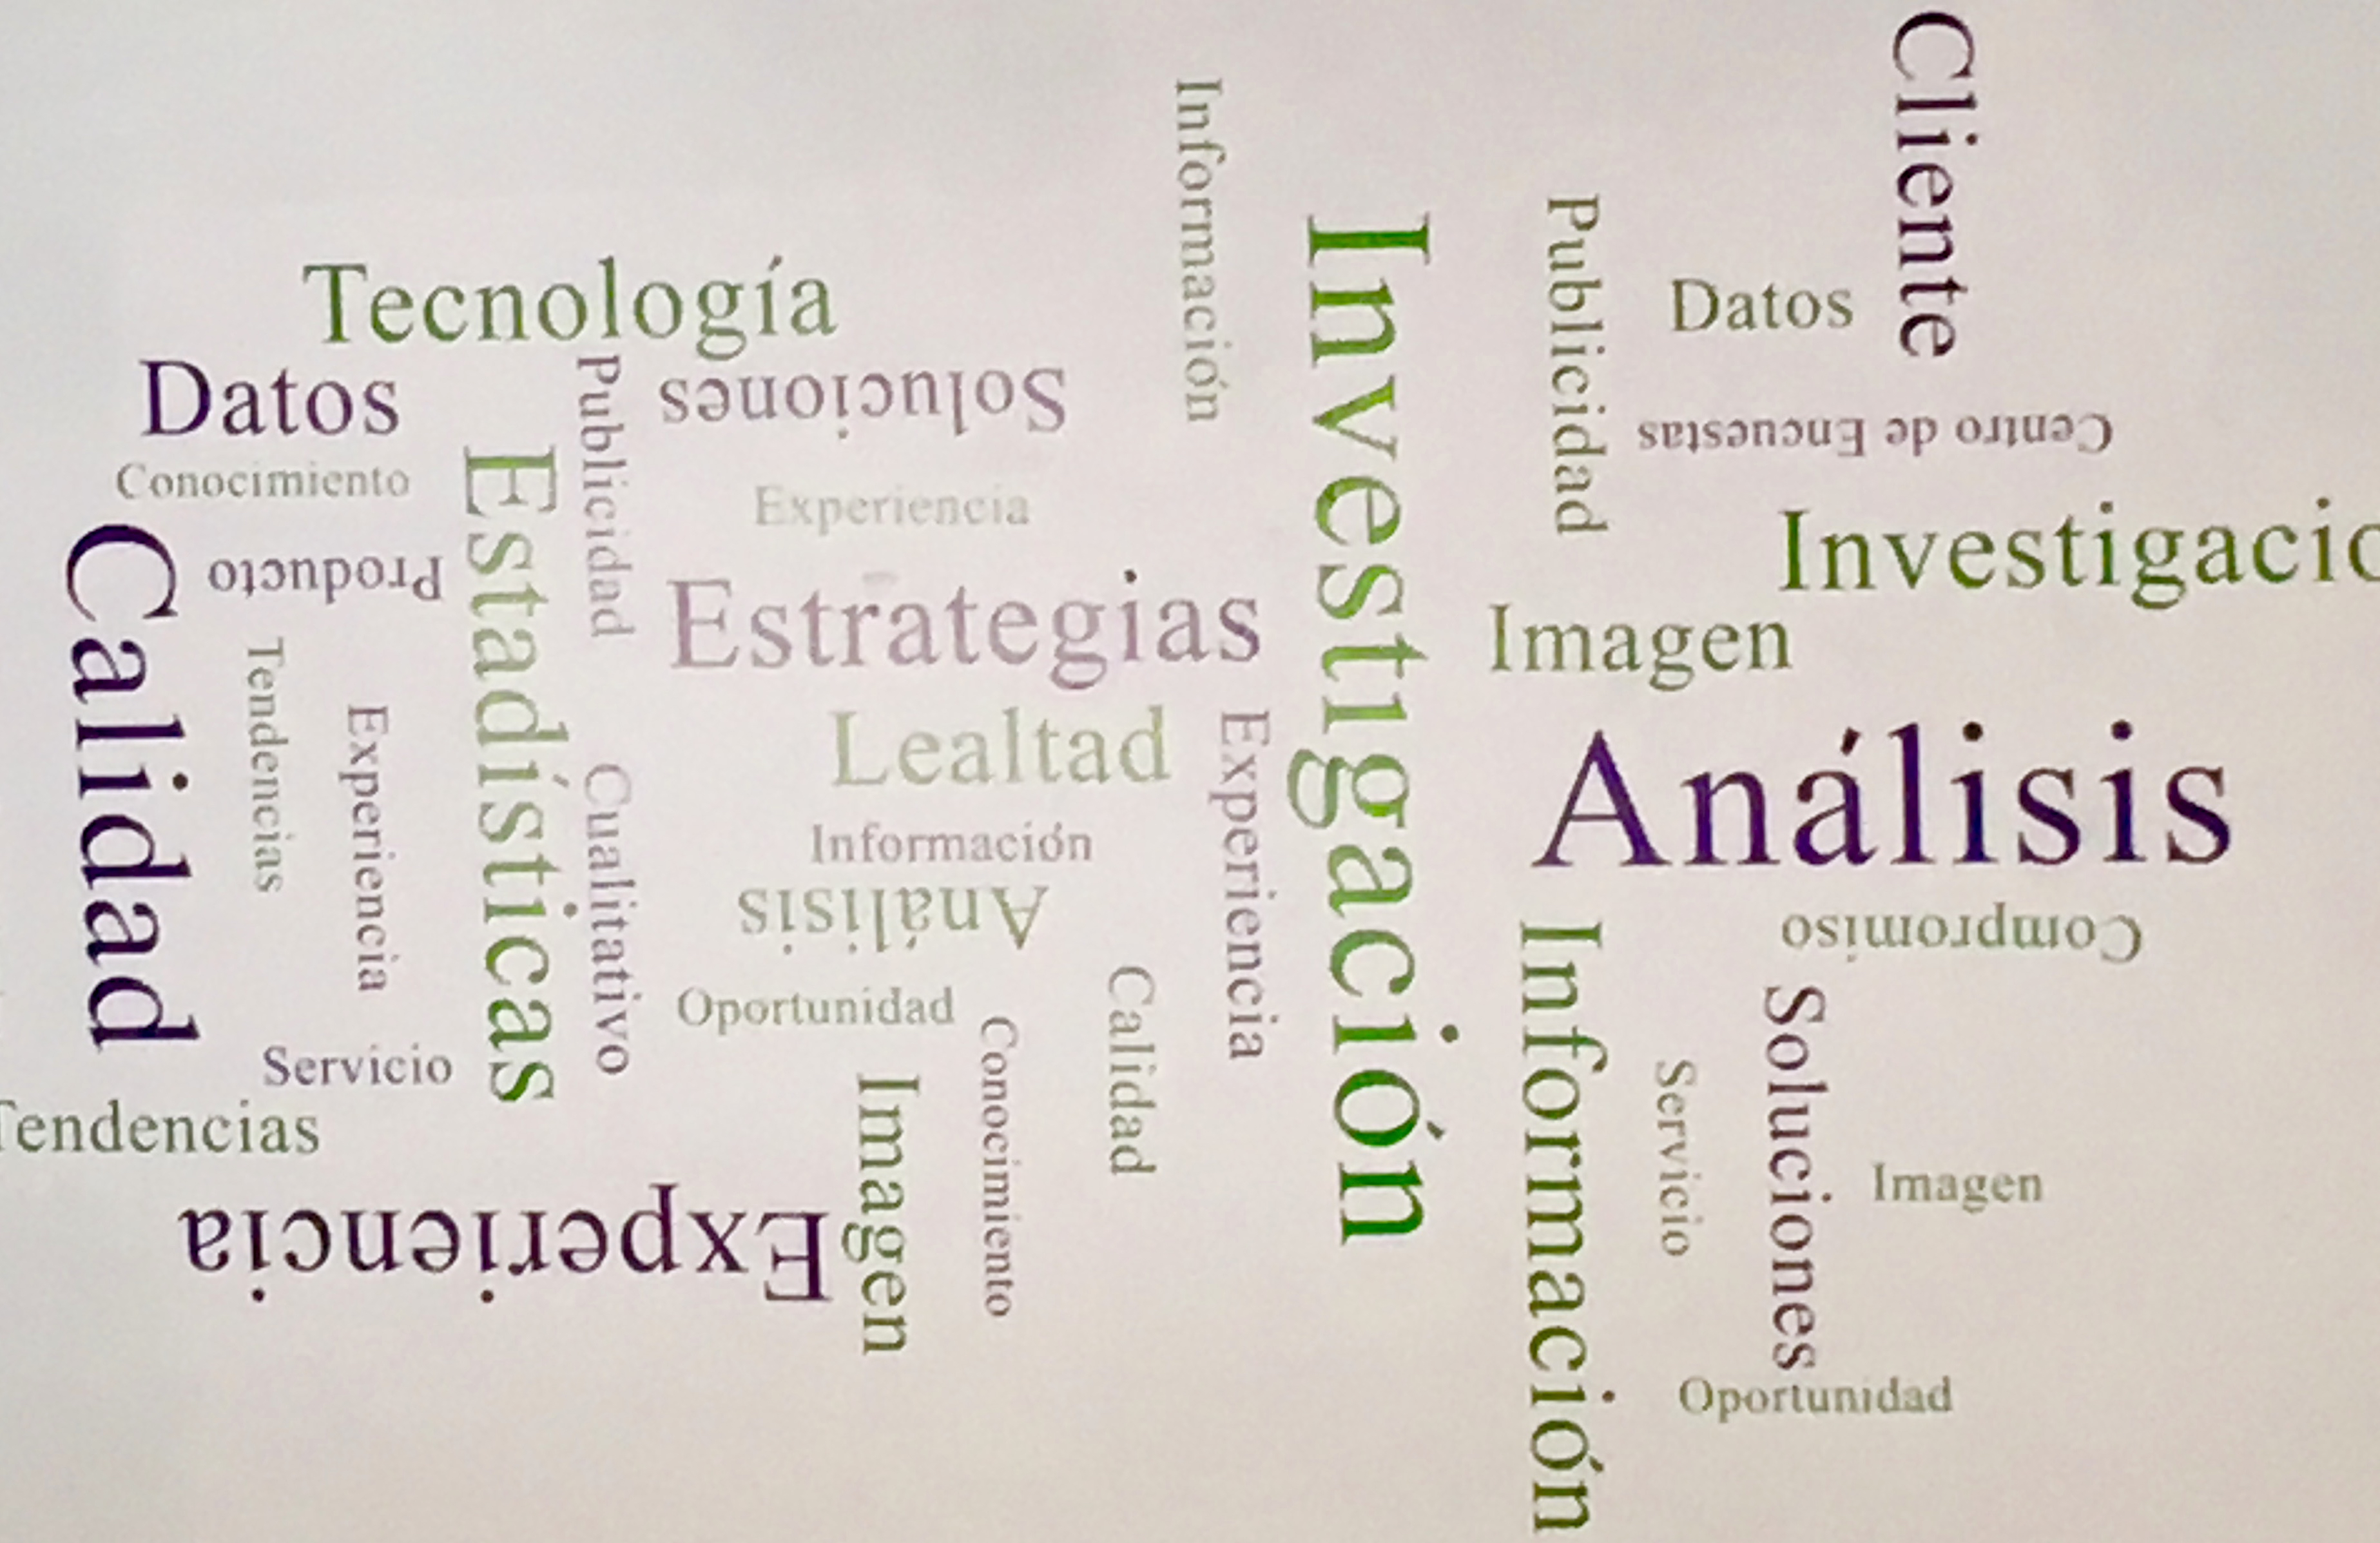 Cliente
Información
Investigación
Publicidad
Datos
Tecnología
Datos
Publicidad
Soluciones
Centro de Encuestas
Conocimiento
Estadísticas
Experiencia
Investigacio
Calidad
Producto
Estrategias
Imagen
Tendencias
Experiencia
Cualitativo
Lealtad
Experiencia
Análisis
Información
Análisis
Compromiso
Información
Oportunidad
Conocimiento
Calidad
Soluciones
Servicio
Servicio
Tendencias
Imagen
Imagen
Experiencia
Oportunidad